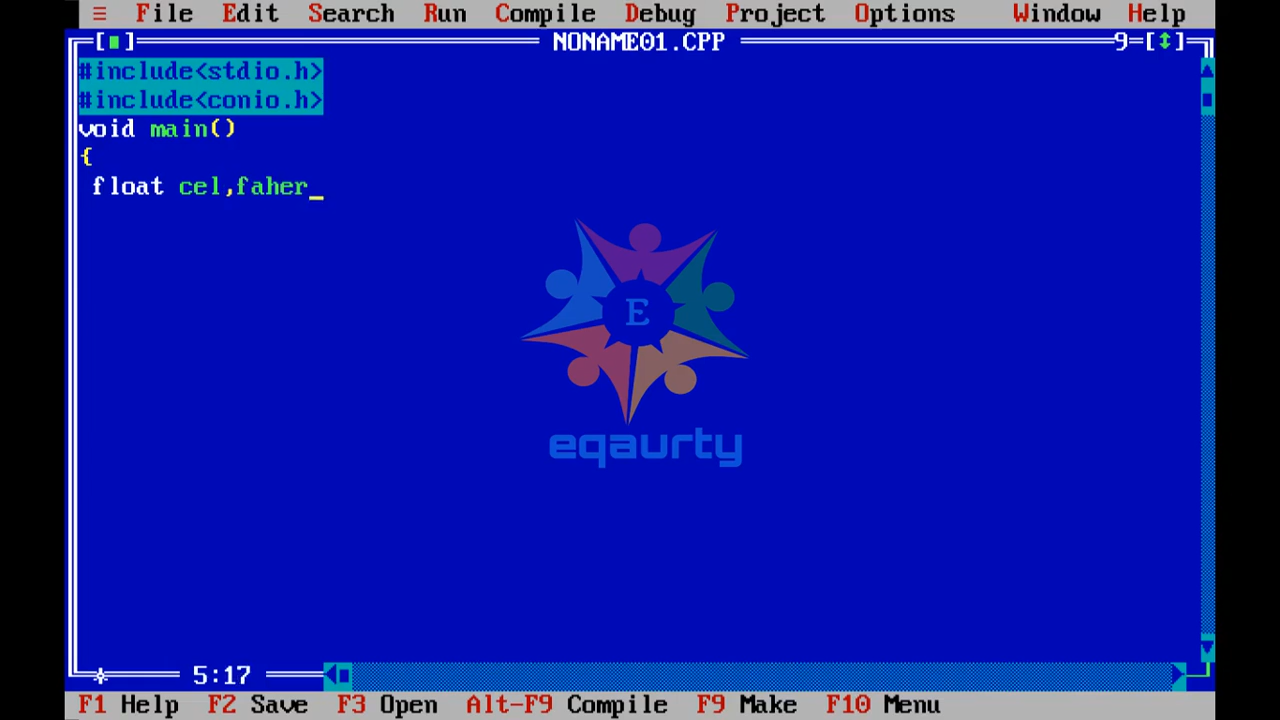 ≡ File Edit Search Run Compile Debug Project Options Window Help
[■] NONAME01.CPP 9=[↕]
#include<stdio.h>
#include<conio.h>
void main()
{
float cel,faher_
E
eqaurty
5:17
F1 Help F2 Save F3 Open Alt-F9 Compile F9 Make F10 Menu